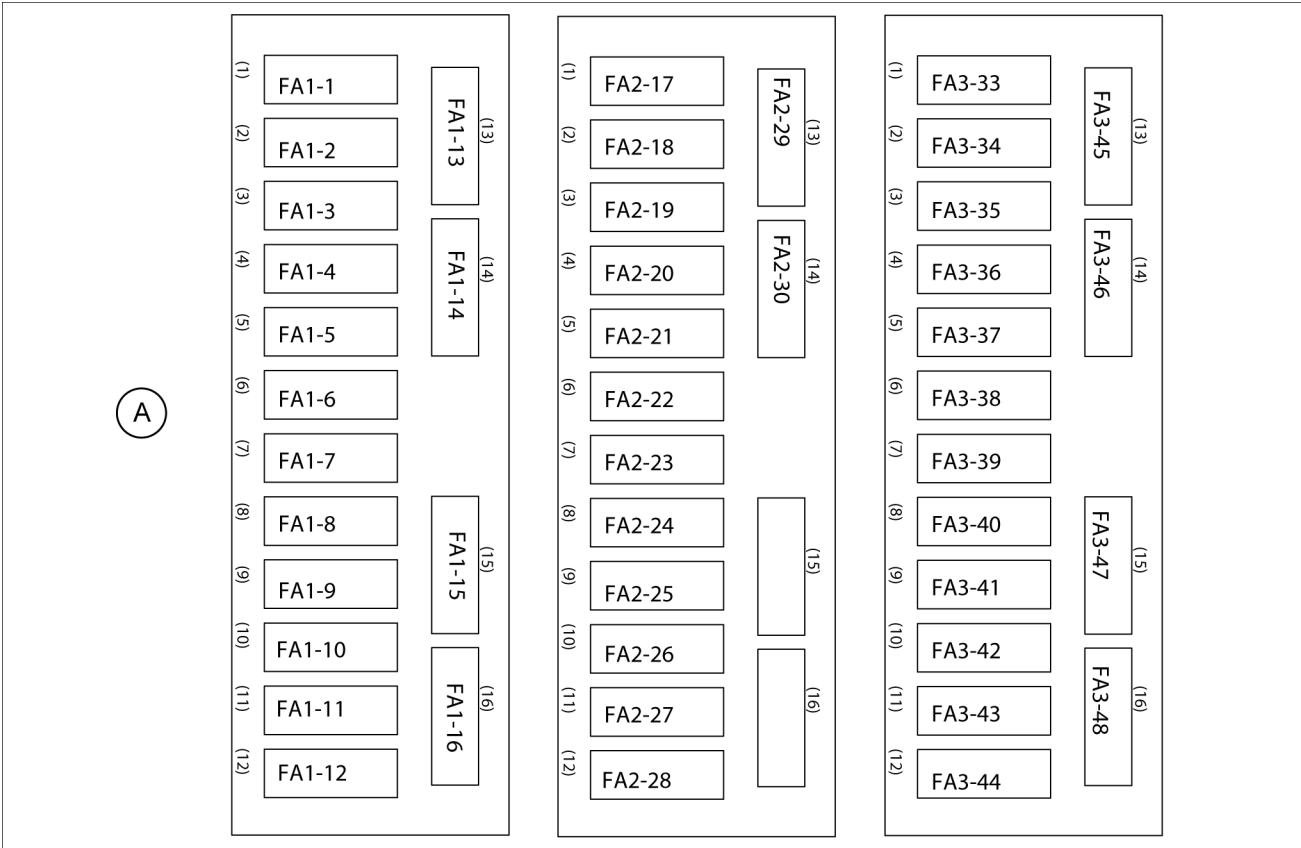 A
(1) FA1-1
(2) FA1-2
(3) FA1-3
(4) FA1-4
(5) FA1-5
(6) FA1-6
(7) FA1-7
(8) FA1-8
(9) FA1-9
(10) FA1-10
(11) FA1-11
(12) FA1-12
FA1-13 (13)
FA1-14 (14)
FA1-15 (15)
FA1-16 (16)
(1) FA2-17
(2) FA2-18
(3) FA2-19
(4) FA2-20
(5) FA2-21
(6) FA2-22
(7) FA2-23
(8) FA2-24
(9) FA2-25
(10) FA2-26
(11) FA2-27
(12) FA2-28
FA2-29 (13)
FA2-30 (14)
(15)
(16)
(1) FA3-33
(2) FA3-34
(3) FA3-35
(4) FA3-36
(5) FA3-37
(6) FA3-38
(7) FA3-39
(8) FA3-40
(9) FA3-41
(10) FA3-42
(11) FA3-43
(12) FA3-44
FA3-45 (13)
FA3-46 (14)
FA3-47 (15)
FA3-48 (16)